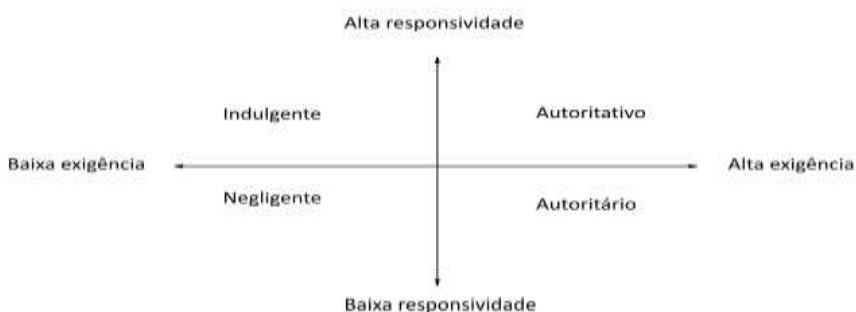 Alta responsividade
Indulgente
Autoritativo
Baixa exigência
Alta exigência
Negligente
Autoritário
Baixa responsividade